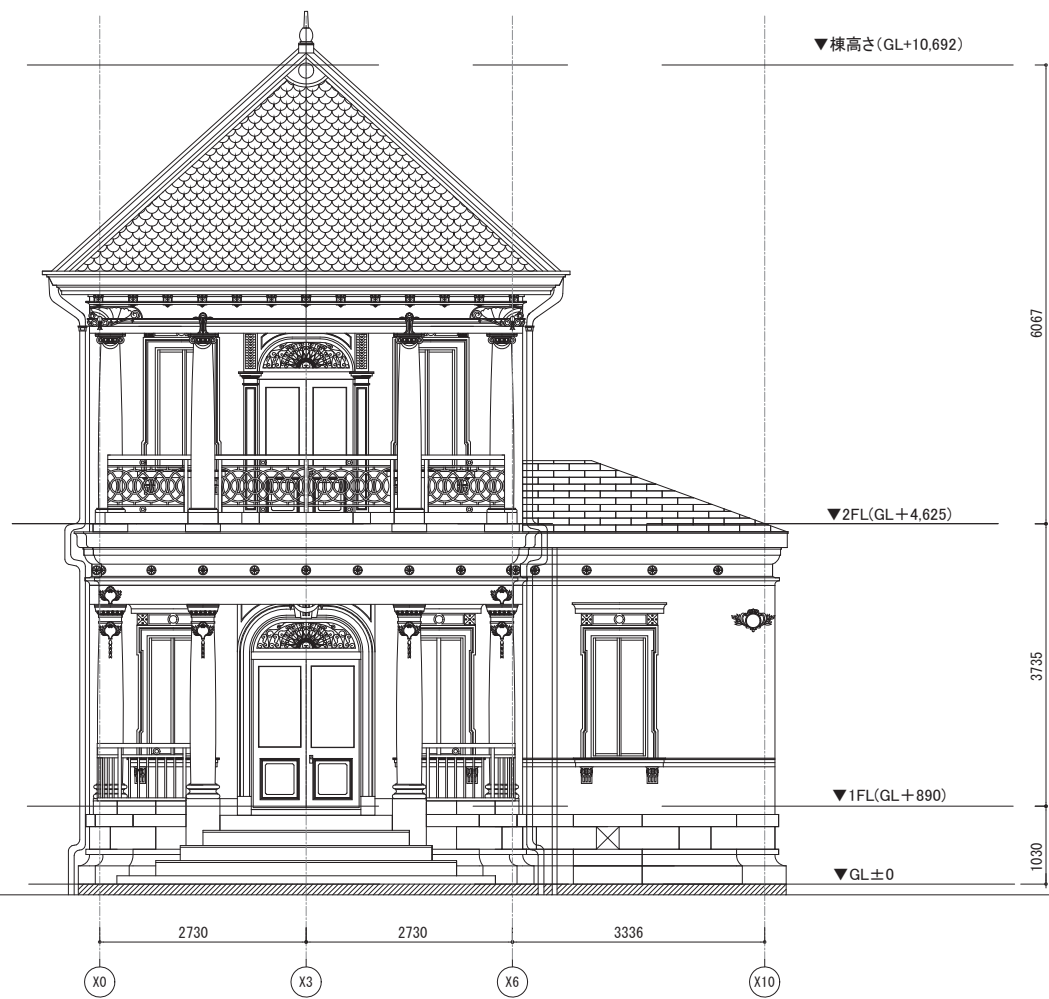 ▼棟高さ(GL+10,692)
6067
▼2FL(GL+4,625)
3735
▼1FL(GL+890)
1030
▼GL±0
2730 2730 3336
X0 X3 X6 X10